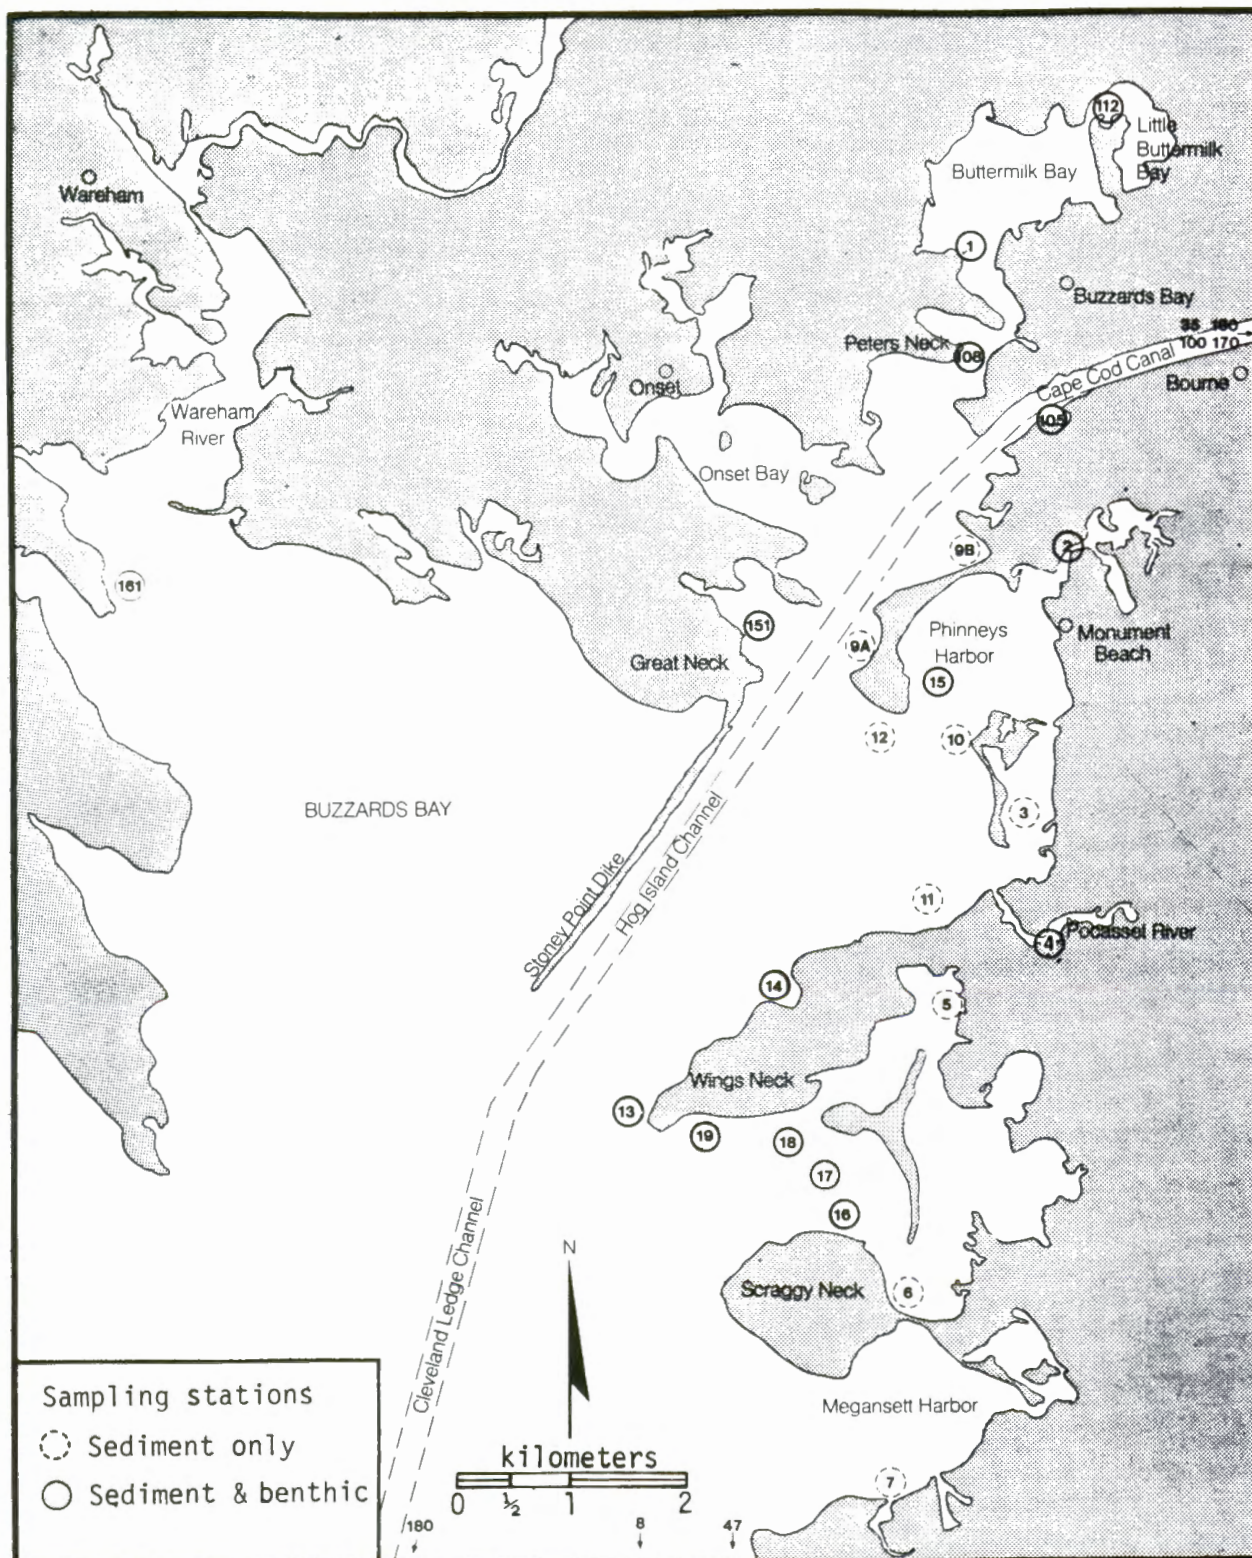 112
Little
Buttermilk
Bay
Buttermilk Bay
Wareham
1
Buzzards Bay
35 180
100 170
Peters Neck
108
Cape Cod Canal
Bourne
Onset
105
Wareham
River
Onset Bay
9B
2
161
151
Phinneys
Harbor
Monument
Beach
9A
Great Neck
15
12
10
BUZZARDS BAY
3
Stoney Point Dike
Hog Island Channel
11
Pocasset River
4
14
5
Wings Neck
13
19
18
17
16
Cleveland Ledge Channel
N
Scraggy Neck
6
Megansett Harbor
Sampling stations
Sediment only
Sediment & benthic
kilometers
0 ½ 1 2
7
180
8
47